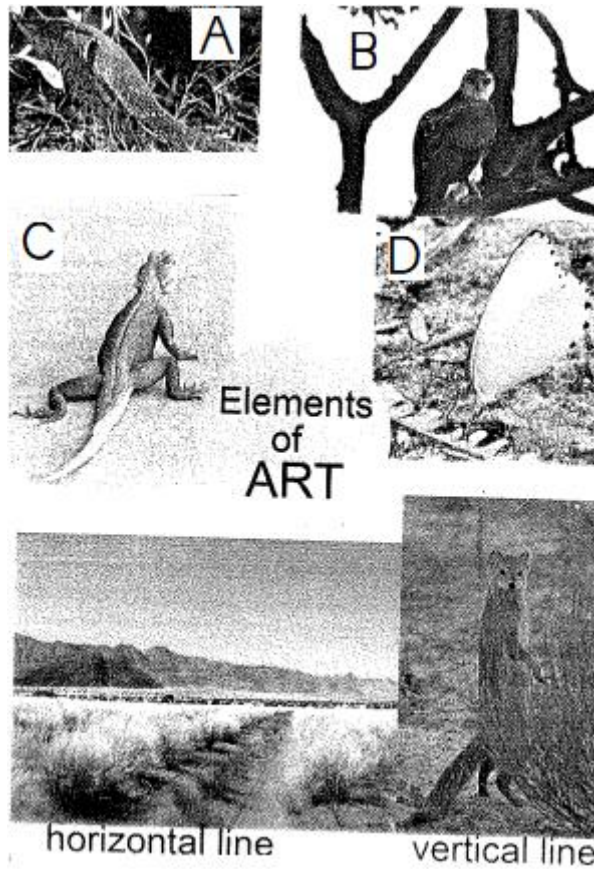 A
B
C
D
Elements
of
ART
horizontal line
vertical line